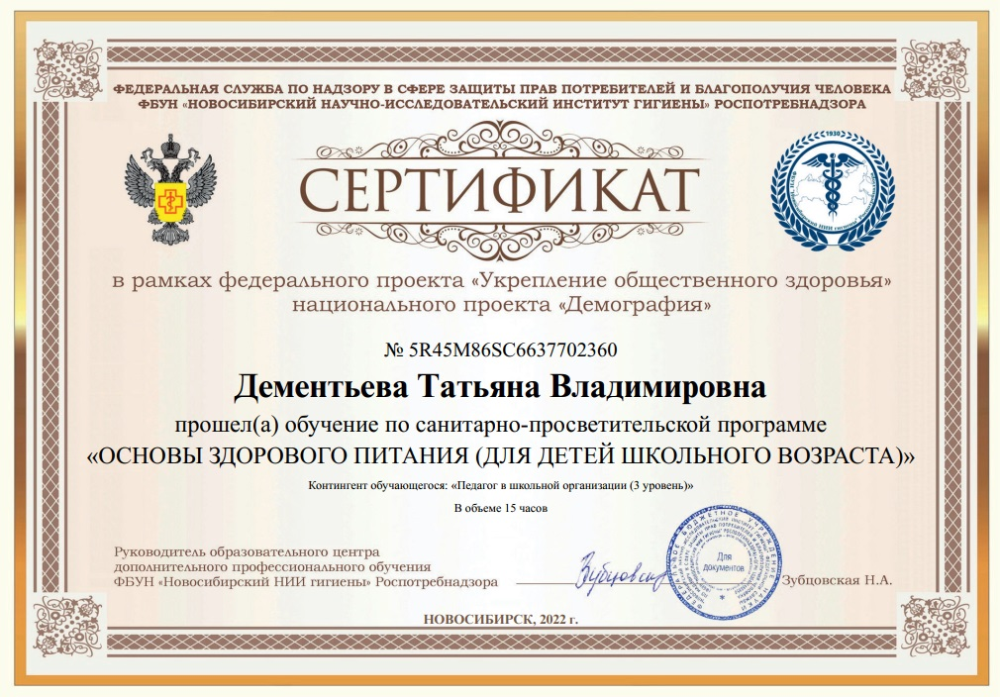 ФЕДЕРАЛЬНАЯ СЛУЖБА ПО НАДЗОРУ В СФЕРЕ ЗАЩИТЫ ПРАВ ПОТРЕБИТЕЛЕЙ И БЛАГОПОЛУЧИЯ ЧЕЛОВЕКА
ФБУН «НОВОСИБИРСКИЙ НАУЧНО-ИССЛЕДОВАТЕЛЬСКИЙ ИНСТИТУТ ГИГИЕНЫ» РОСПОТРЕБНАДЗОРА
1930
СЕРТИФИКАТ
в рамках федерального проекта «Укрепление общественного здоровья»
национального проекта «Демография»
№ 5R45M86SC6637702360
Дементьева Татьяна Владимировна
прошел(а) обучение по санитарно-просветительской программе
«ОСНОВЫ ЗДОРОВОГО ПИТАНИЯ (ДЛЯ ДЕТЕЙ ШКОЛЬНОГО ВОЗРАСТА)»
Контингент обучающегося: «Педагог в школьной организации (3 уровень)»
В объеме 15 часов
Руководитель образовательного центра
дополнительного профессионального обучения
ФБУН «Новосибирский НИИ гигиены» Роспотребнадзора
Для
документов
Зубцовская Н.А.
НОВОСИБИРСК, 2022 г.